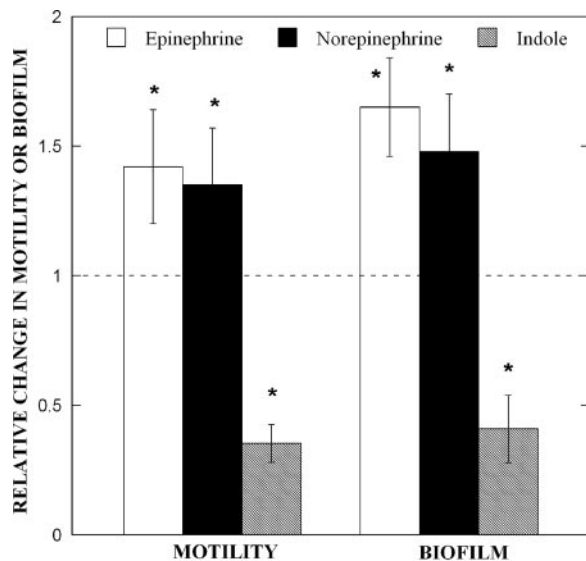 RELATIVE CHANGE IN MOTILITY OR BIOFILM
2
1.5
1
0.5
0
Epinephrine Norepinephrine Indole
* * * * * *
MOTILITY BIOFILM